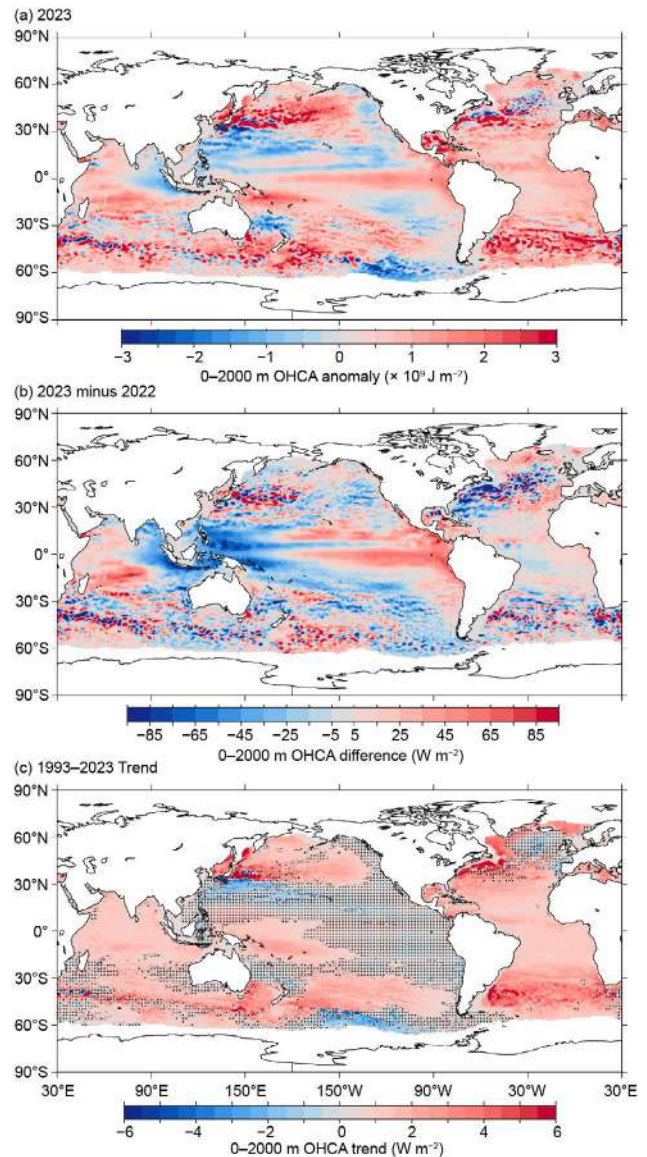 (a) 2023
90°N
60°N
30°N
0°
30°S
60°S
90°S
−3 −2 −1 0 1 2 3
0–2000 m OHCA anomaly (× 10⁹ J m⁻²)
(b) 2023 minus 2022
90°N
60°N
30°N
0°
30°S
60°S
90°S
−85 −65 −45 −25 −5 5 25 45 65 85
0–2000 m OHCA difference (W m⁻²)
(c) 1993–2023 Trend
90°N
60°N
30°N
0°
30°S
60°S
90°S
30°E 90°E 150°E 150°W 90°W 30°W 30°E
−6 −4 −2 0 2 4 6
0–2000 m OHCA trend (W m⁻²)